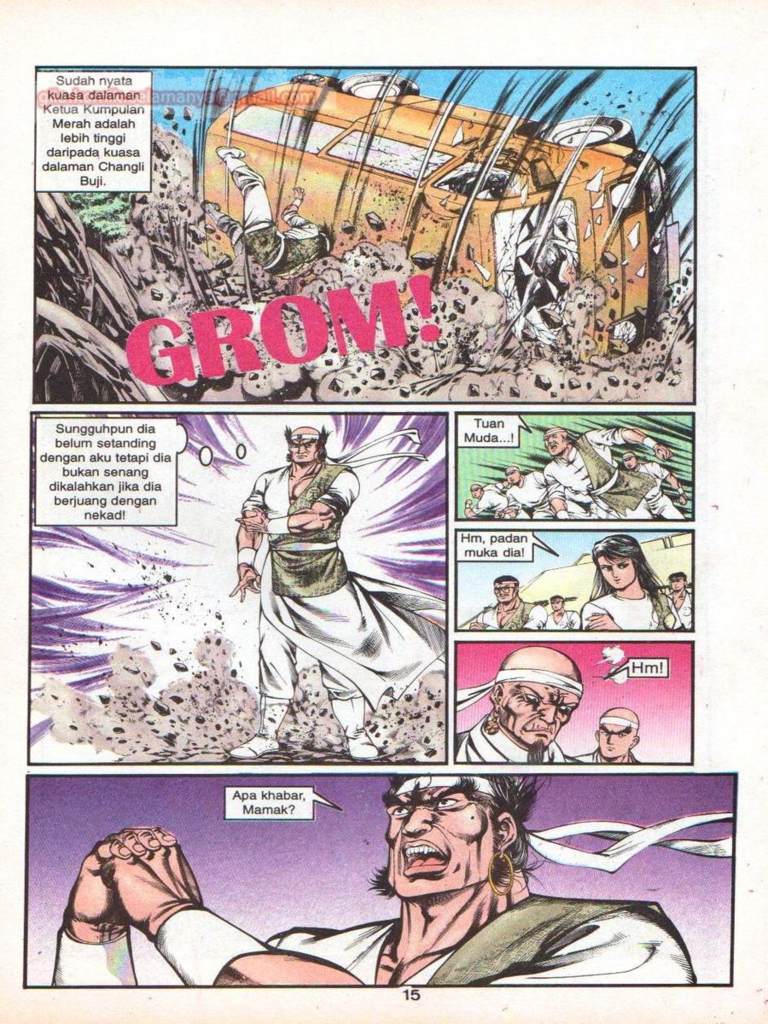 Sudah nyata
kuasa dalaman
Ketua Kumpulan
Merah adalah
lebih tinggi
daripada kuasa
dalaman Changli
Buji.
GROM!
Sungguhpun dia
belum setanding
dengan aku tetapi dia
bukan senang
dikalahkan jika dia
berjuang dengan
nekad!
Tuan
Muda...!
Hm, padan
muka dia!
Hm!
Apa khabar,
Mamak?
15